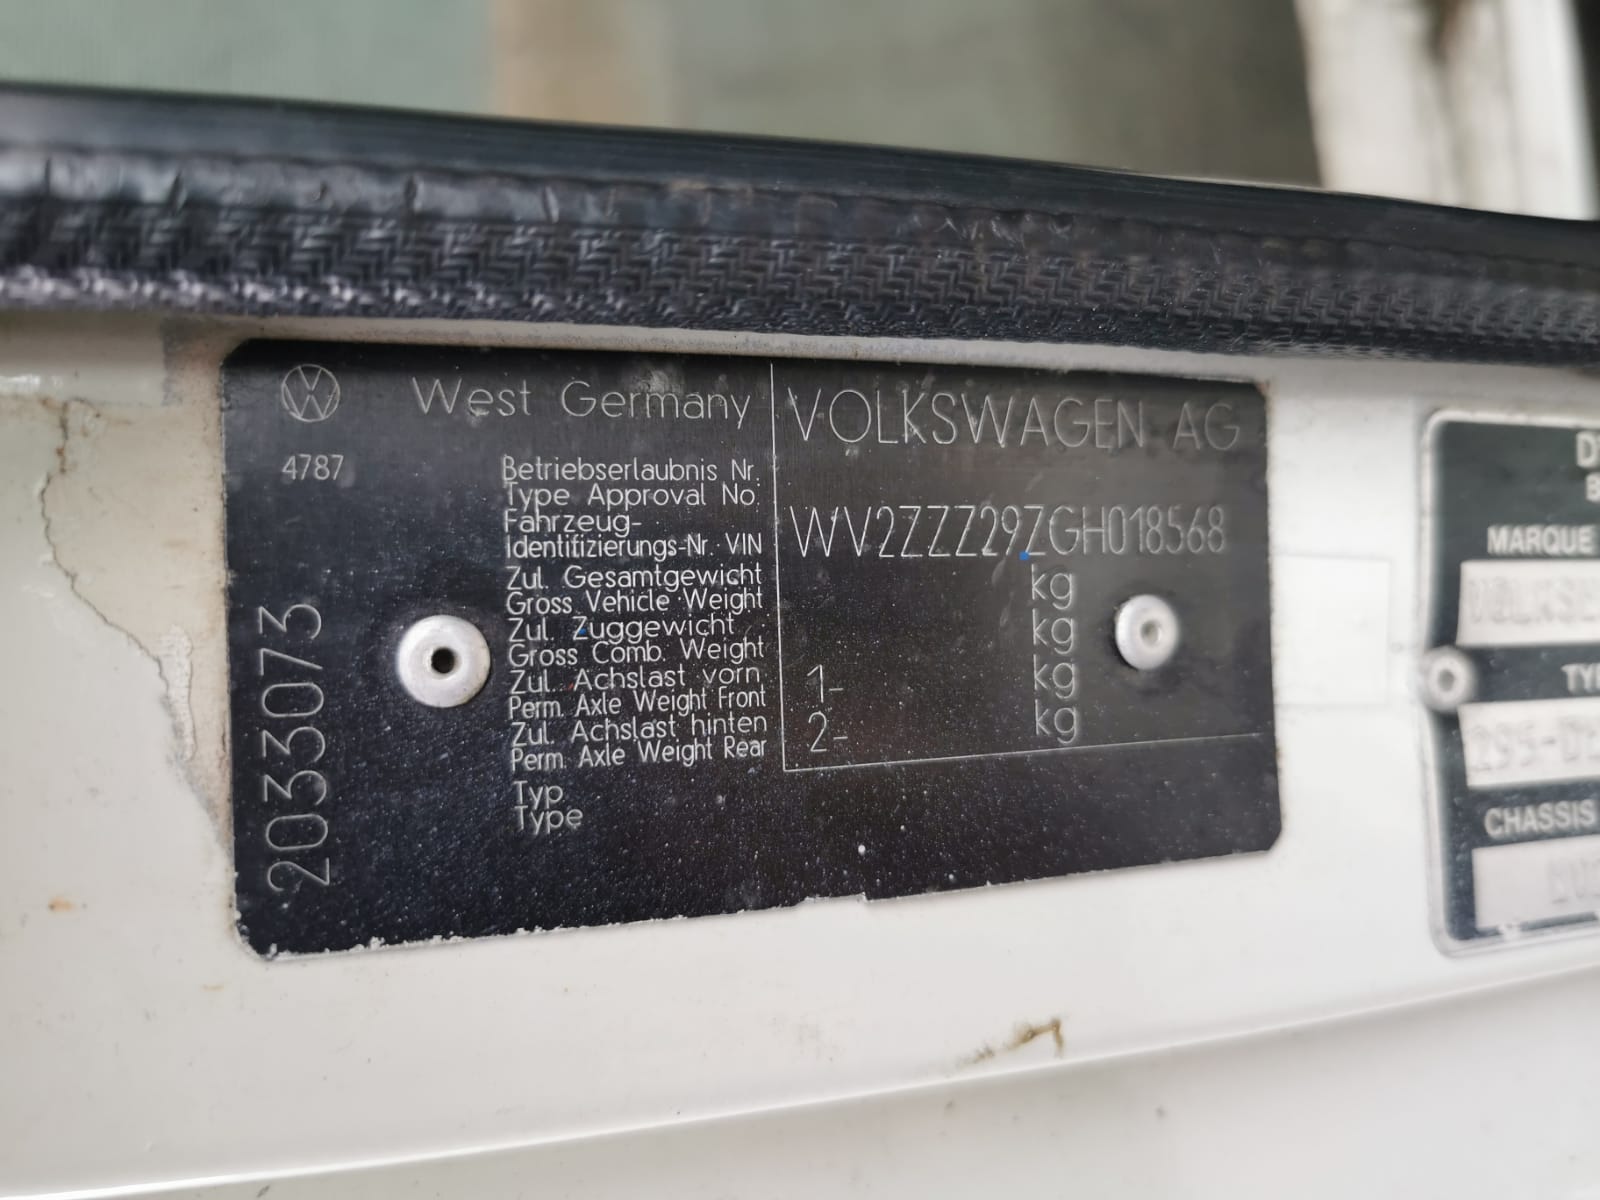 West Germany
VOLKSWAGEN AG
4787
Betriebserlaubnis Nr.
Type Approval No.
Fahrzeug-
Identifizierungs-Nr. VIN
WV2ZZZ29ZGH018568
Zul. Gesamtgewicht
Gross Vehicle Weight
kg
Zul. Zuggewicht
Gross Comb. Weight
kg
Zul. Achslast vorn
Perm. Axle Weight Front
1-
kg
Zul. Achslast hinten
Perm. Axle Weight Rear
2-
kg
Typ
Type
2033073
MARQUE
CHASSIS